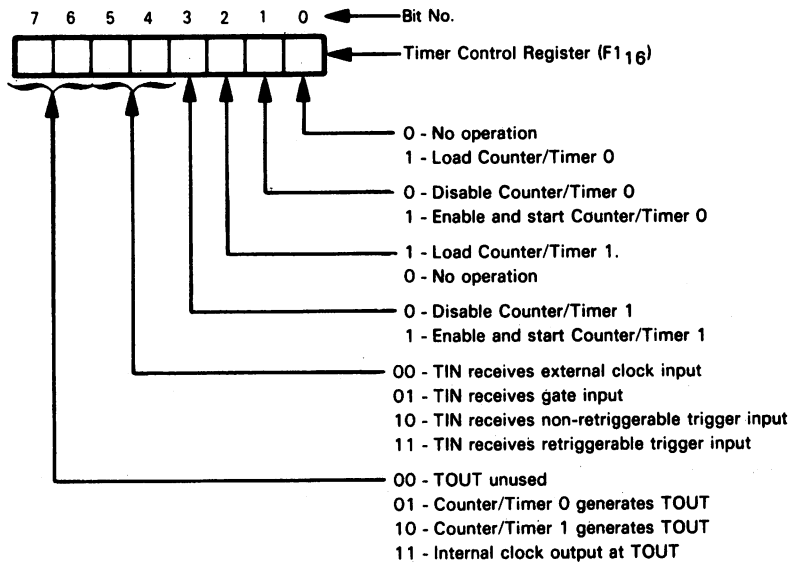 7 6 5 4 3 2 1 0 Bit No.
Timer Control Register (F1₁₆)
0 - No operation
1 - Load Counter/Timer 0
0 - Disable Counter/Timer 0
1 - Enable and start Counter/Timer 0
1 - Load Counter/Timer 1.
0 - No operation
0 - Disable Counter/Timer 1
1 - Enable and start Counter/Timer 1
00 - TIN receives external clock input
01 - TIN receives gate input
10 - TIN receives non-retriggerable trigger input
11 - TIN receives retriggerable trigger input
00 - TOUT unused
01 - Counter/Timer 0 generates TOUT
10 - Counter/Timer 1 generates TOUT
11 - Internal clock output at TOUT